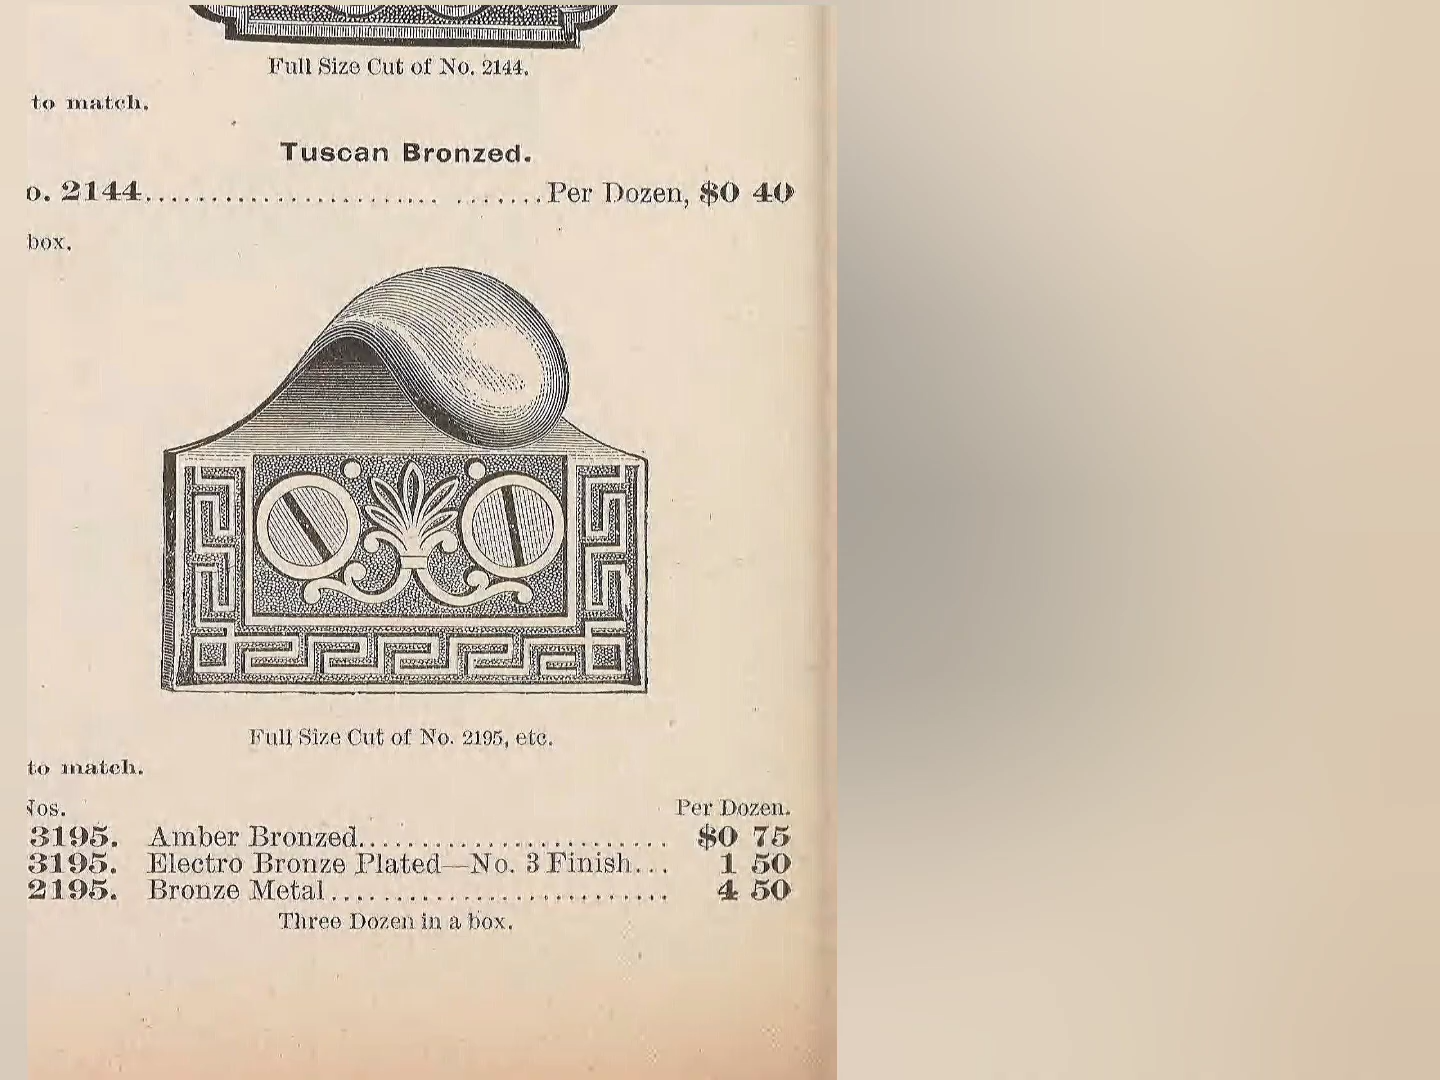 Full Size Cut of No. 2144.
to match.
Tuscan Bronzed.
o. 2144............................Per Dozen, $0 40
box.
Full Size Cut of No. 2195, etc.
to match.
Nos. Per Dozen.
3195. Amber Bronzed.......................... $0 75
3195. Electro Bronze Plated—No. 3 Finish... 1 50
2195. Bronze Metal.......................... 4 50
Three Dozen in a box.